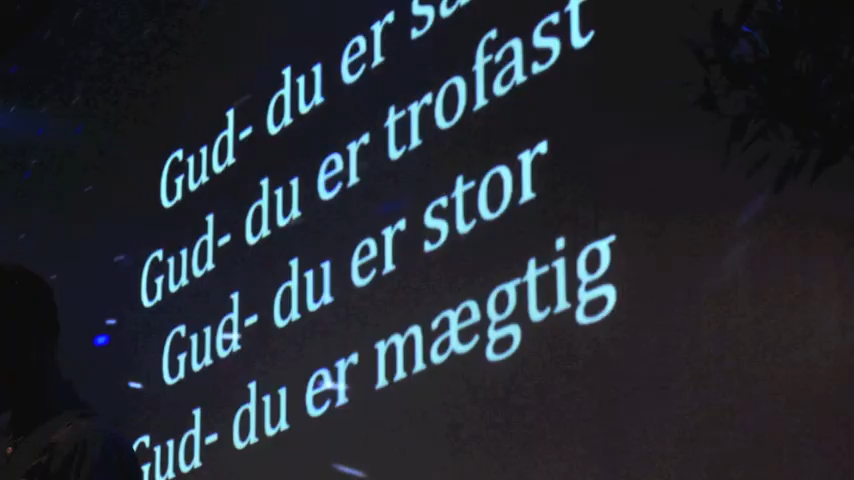 Gud- du er
Gud- du er trofast
Gud- du er stor
Gud- du er mægtig